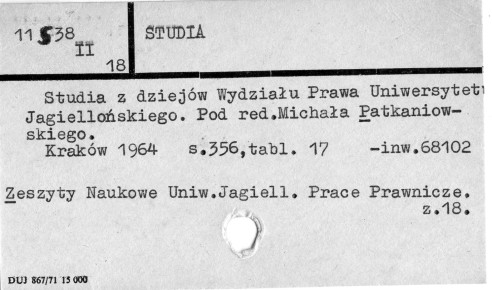 11538 STUDIA
II
18
Studia z dziejów Wydziału Prawa Uniwersytetu
Jagiellońskiego. Pod red.Michała Patkaniow-
skiego.
Kraków 1964 s.356,tabl. 17 -inw.68102
Zeszyty Naukowe Uniw.Jagiell. Prace Prawnicze.
z.18.
DUJ 867/71 15 000